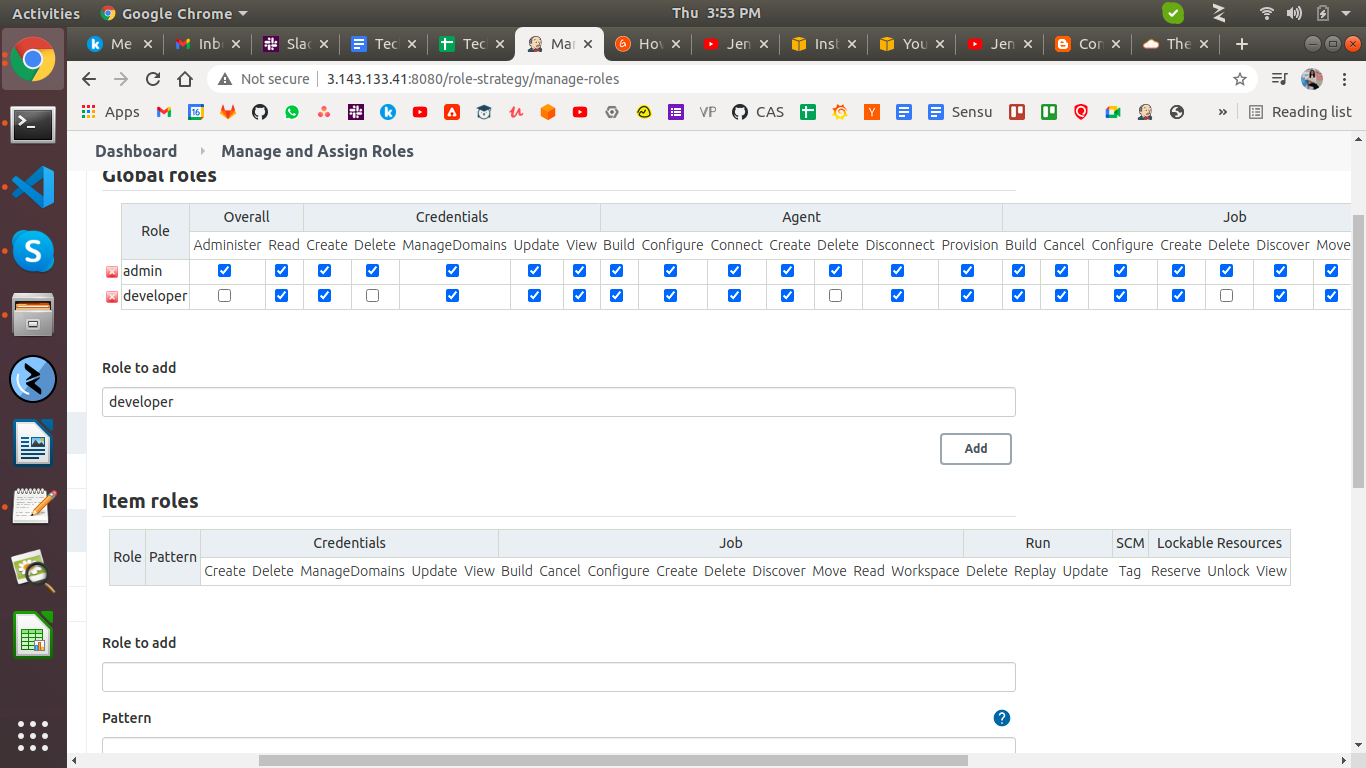 Activities Google Chrome Thu 3:53 PM
Me Inb Slac Tec Tec Mar Hov Jen Inst You Jen Con The
Not secure 3.143.133.41:8080/role-strategy/manage-roles
Apps VP CAS Sensu » Reading list
Dashboard Manage and Assign Roles
Global roles
Role Overall Credentials Agent Job
Administer Read Create Delete ManageDomains Update View Build Configure Connect Create Delete Disconnect Provision Build Cancel Configure Create Delete Discover Move
admin
developer
Role to add
developer
Add
Item roles
Role Pattern Credentials Job Run SCM Lockable Resources
Create Delete ManageDomains Update View Build Cancel Configure Create Delete Discover Move Read Workspace Delete Replay Update Tag Reserve Unlock View
Role to add
Pattern